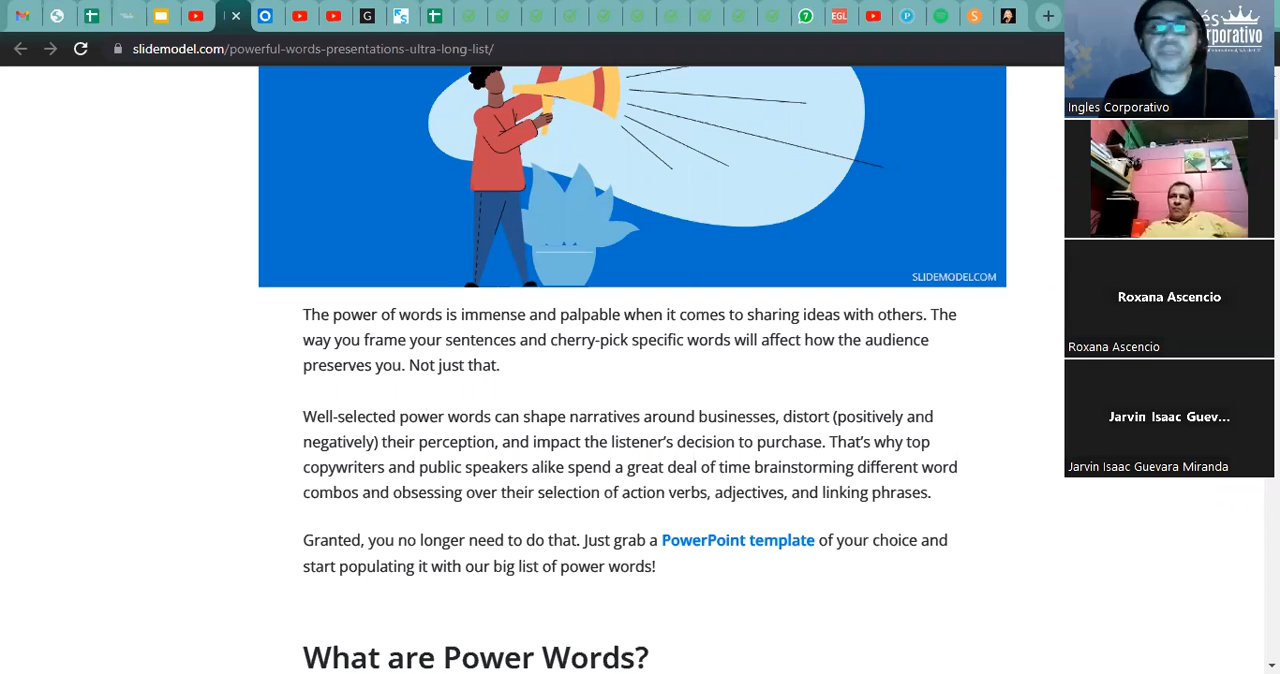 slidemodel.com/powerful-words-presentations-ultra-long-list/
és
orporativo
Ingles Corporativo
SLIDEMODEL.COM
The power of words is immense and palpable when it comes to sharing ideas with others. The
way you frame your sentences and cherry-pick specific words will affect how the audience
preserves you. Not just that.
Well-selected power words can shape narratives around businesses, distort (positively and
negatively) their perception, and impact the listener's decision to purchase. That's why top
copywriters and public speakers alike spend a great deal of time brainstorming different word
combos and obsessing over their selection of action verbs, adjectives, and linking phrases.
Granted, you no longer need to do that. Just grab a PowerPoint template of your choice and
start populating it with our big list of power words!
What are Power Words?
Roxana Ascencio
Roxana Ascencio
Jarvin Isaac Guev...
Jarvin Isaac Guevara Miranda